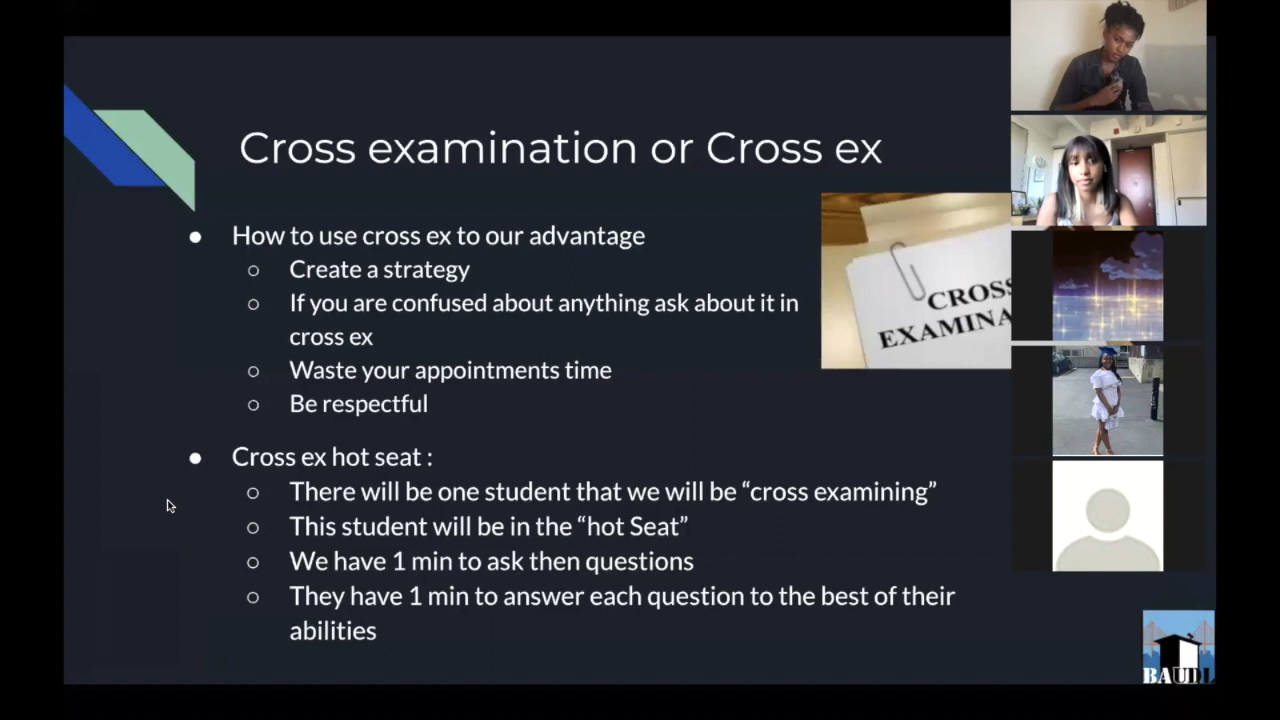 Cross examination or Cross ex
● How to use cross ex to our advantage
○ Create a strategy
○ If you are confused about anything ask about it in
cross ex
○ Waste your appointments time
○ Be respectful
● Cross ex hot seat :
○ There will be one student that we will be “cross examining”
○ This student will be in the “hot Seat”
○ We have 1 min to ask then questions
○ They have 1 min to answer each question to the best of their
abilities
CROSS
EXAMINA
BAUDL